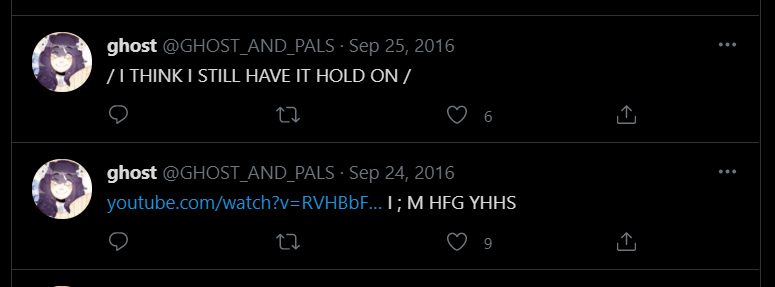 ghost @GHOST_AND_PALS · Sep 25, 2016
/ I THINK I STILL HAVE IT HOLD ON /
6
ghost @GHOST_AND_PALS · Sep 24, 2016
youtube.com/watch?v=RVHBbF... I ; M HFG YHHS
9